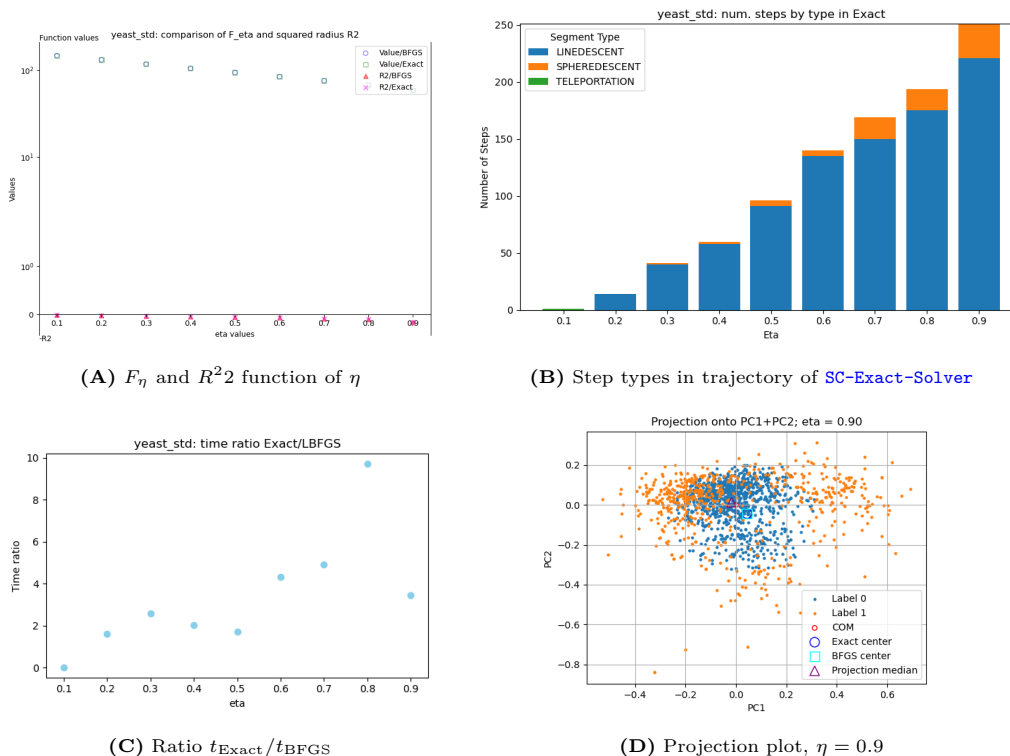 yeast_std: comparison of F_eta and squared radius R2
Function values
Value/BFGS
Value/Exact
R2/BFGS
R2/Exact
10²
10¹
10⁰
0
Values
0.1 0.2 0.3 0.4 0.5 0.6 0.7 0.8 0.9
eta values
-R2
(A) Fη and R²2 function of η
yeast_std: num. steps by type in Exact
Segment Type
LINEDESCENT
SPHEREDESCENT
TELEPORTATION
250
200
150
100
50
0
Number of Steps
0.1 0.2 0.3 0.4 0.5 0.6 0.7 0.8 0.9
Eta
(B) Step types in trajectory of SC-Exact-Solver
yeast_std: time ratio Exact/LBFGS
10
8
6
4
2
0
Time ratio
0.1 0.2 0.3 0.4 0.5 0.6 0.7 0.8 0.9
eta
(C) Ratio tExact/tBFGS
Projection onto PC1+PC2; eta = 0.90
0.2
0.0
−0.2
−0.4
−0.6
−0.8
PC2
Label 0
Label 1
COM
Exact center
BFGS center
Projection median
−0.4 −0.2 0.0 0.2 0.4 0.6
PC1
(D) Projection plot, η = 0.9